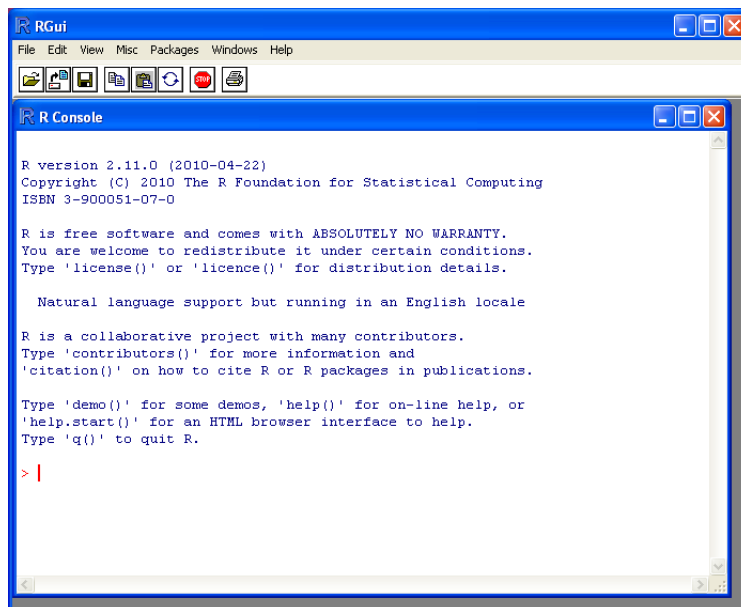 RGui
File Edit View Misc Packages Windows Help
STOP
R Console
R version 2.11.0 (2010-04-22)
Copyright (C) 2010 The R Foundation for Statistical Computing
ISBN 3-900051-07-0
R is free software and comes with ABSOLUTELY NO WARRANTY.
You are welcome to redistribute it under certain conditions.
Type 'license()' or 'licence()' for distribution details.
Natural language support but running in an English locale
R is a collaborative project with many contributors.
Type 'contributors()' for more information and
'citation()' on how to cite R or R packages in publications.
Type 'demo()' for some demos, 'help()' for on-line help, or
'help.start()' for an HTML browser interface to help.
Type 'q()' to quit R.
>